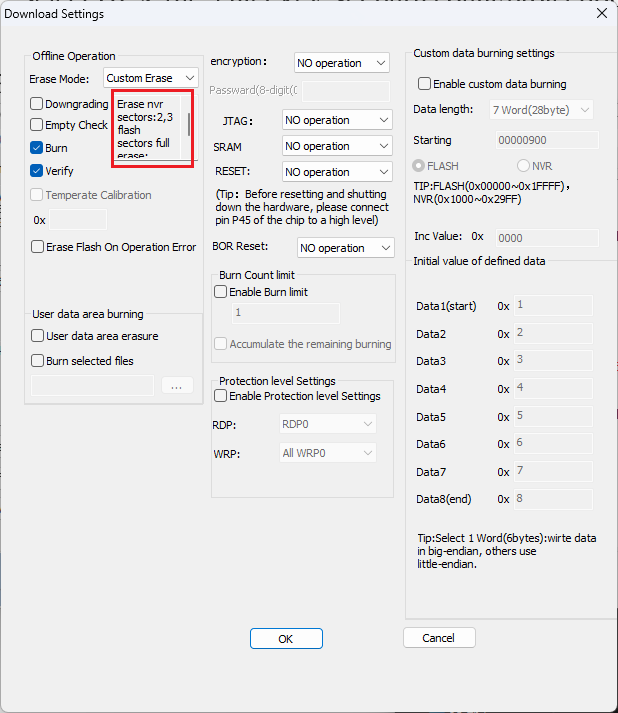 Download Settings
Offline Operation
Erase Mode: Custom Erase
Downgrading
Empty Check
Erase nvr
sectors:2,3
flash
sectors full
erase:
Burn
Verify
Temperate Calibration
0x
Erase Flash On Operation Error
User data area burning
User data area erasure
Burn selected files
...
encryption: NO operation
Passward(8-digit(0
JTAG: NO operation
SRAM NO operation
RESET: NO operation
(Tip: Before resetting and shutting
down the hardware, please connect
pin P45 of the chip to a high level)
BOR Reset: NO operation
Burn Count limit
Enable Burn limit
1
Accumulate the remaining burning
Protection level Settings
Enable Protection level Settings
RDP: RDP0
WRP: All WRP0
Custom data burning settings
Enable custom data burning
Data length: 7 Word(28byte)
Starting 00000900
FLASH NVR
TIP:FLASH(0x00000~0x1FFFF),
NVR(0x1000~0x29FF)
Inc Value: 0x 0000
Initial value of defined data
Data1(start) 0x 1
Data2 0x 2
Data3 0x 3
Data4 0x 4
Data5 0x 5
Data6 0x 6
Data7 0x 7
Data8(end) 0x 8
Tip:Select 1 Word(6bytes):wirte data
in big-endian, others use
little-endian.
OK
Cancel